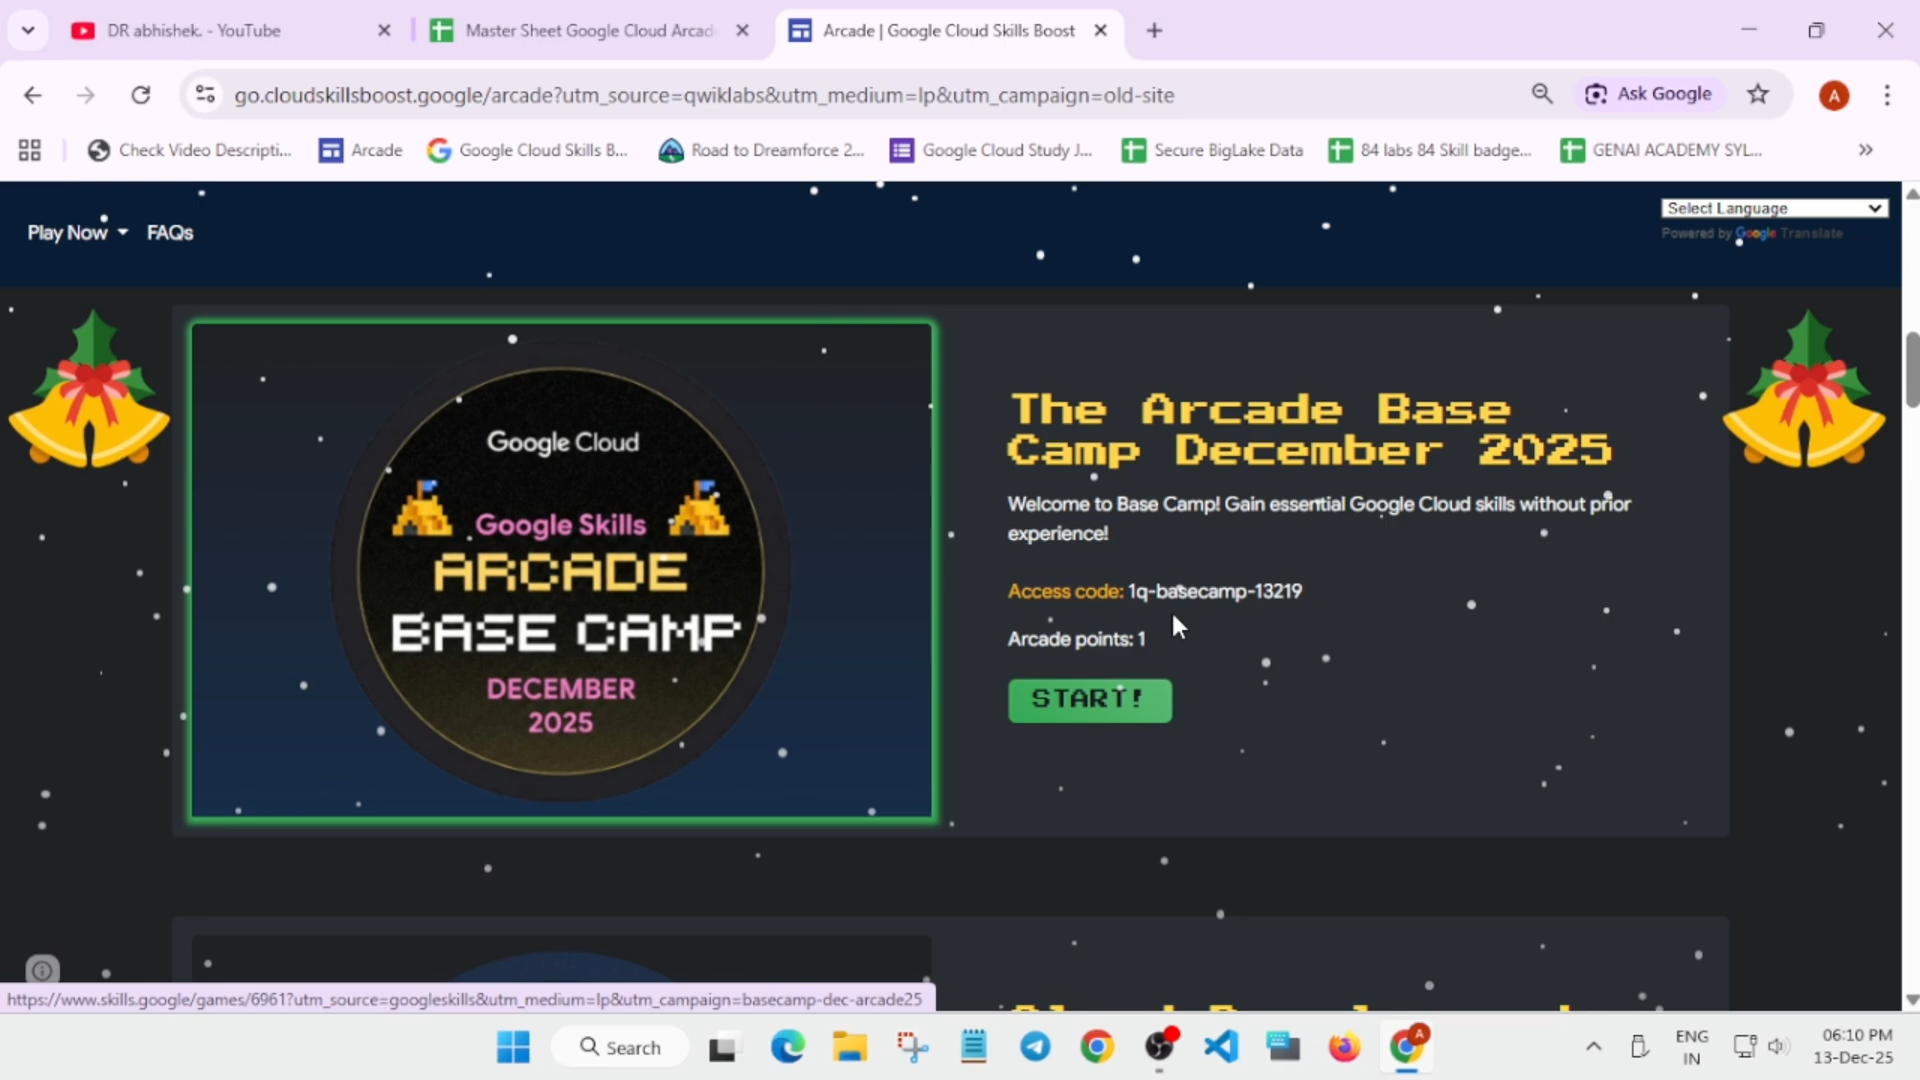 DR abhishek. - YouTube
Master Sheet Google Cloud Arcad
Arcade | Google Cloud Skills Boost
go.cloudskillsboost.google/arcade?utm_source=qwiklabs&utm_medium=lp&utm_campaign=old-site
Ask Google
A
Check Video Descripti...
Arcade
Google Cloud Skills B...
Road to Dreamforce 2...
Google Cloud Study J...
Secure BigLake Data
84 labs 84 Skill badge...
GENAI ACADEMY SYL...
Play Now
FAQs
Select Language
Powered by Google Translate
Google Cloud
Google Skills
ARCADE
BASE CAMP
DECEMBER
2025
The Arcade Base
Camp December 2025
Welcome to Base Camp! Gain essential Google Cloud skills without prior
experience!
Access code: 1q-basecamp-13219
Arcade points: 1
START!
https://www.skills.google/games/6961?utm_source=googleskills&utm_medium=lp&utm_campaign=basecamp-dec-arcade25
Search
A
ENG
IN
06:10 PM
13-Dec-25